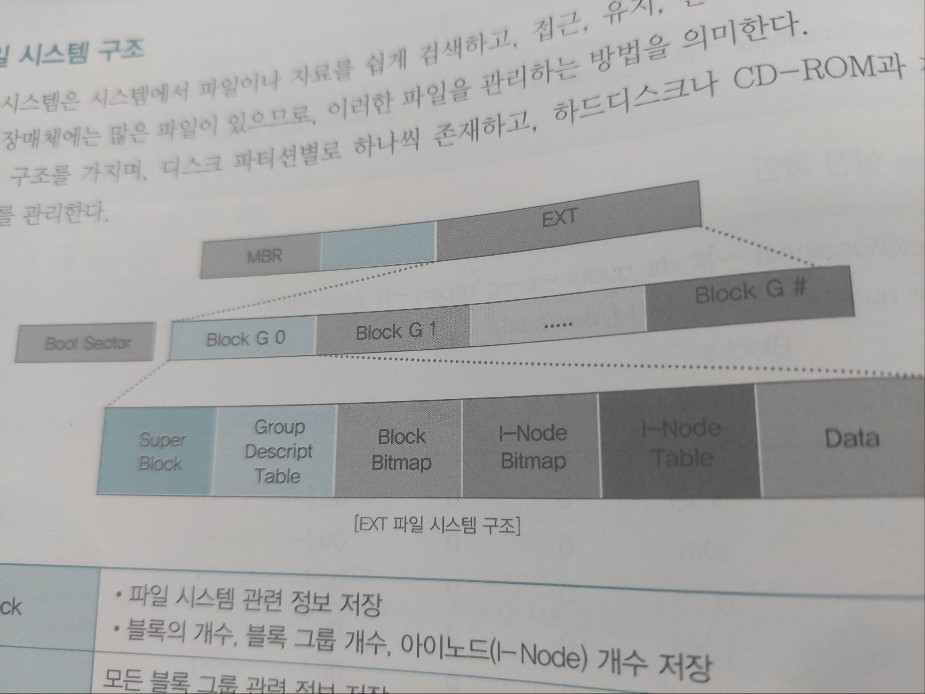 시스템 구조
시스템은 시스템에서 파일이나 자료를 쉽게 검색하고, 접근, 유지,
장매체에는 많은 파일이 있으므로, 이러한 파일을 관리하는 방법을 의미한다.
구조를 가지며, 디스크 파티션별로 하나씩 존재하고, 하드디스크나 CD-ROM과
를 관리한다.
MBR
EXT
Boot Sector
Block G 0
Block G 1
.....
Block G #
Super
Block
Group
Descript
Table
Block
Bitmap
I-Node
Bitmap
I-Node
Table
Data
[EXT 파일 시스템 구조]
ck
• 파일 시스템 관련 정보 저장
• 블록의 개수, 블록 그룹 개수, 아이노드(I-Node) 개수 저장
모든 블록 그룹 관련 정보 저장